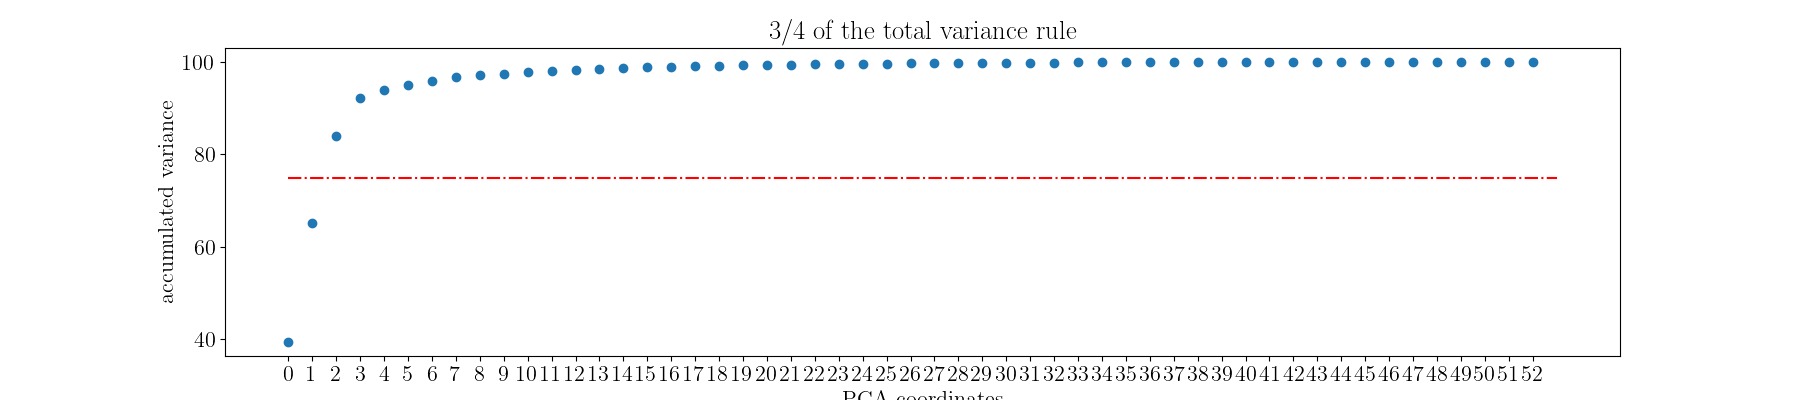 3/4 of the total variance rule
accumulated variance
100
80
60
40
0 1 2 3 4 5 6 7 8 9 10 11 12 13 14 15 16 17 18 19 20 21 22 23 24 25 26 27 28 29 30 31 32 33 34 35 36 37 38 39 40 41 42 43 44 45 46 47 48 49 50 51 52
PCA coordinates